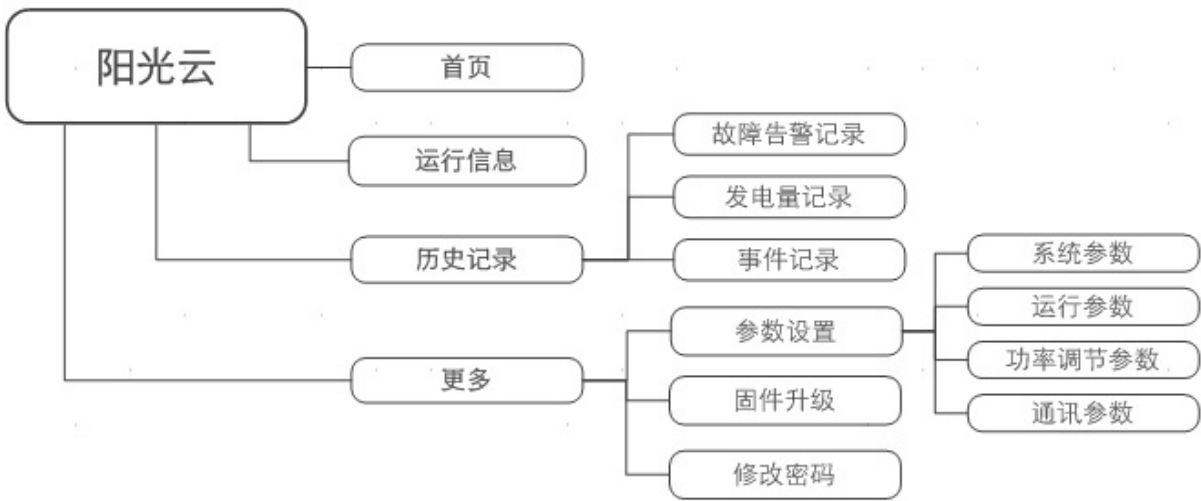 阳光云
首页
运行信息
历史记录
故障告警记录
发电量记录
事件记录
更多
参数设置
系统参数
运行参数
功率调节参数
通讯参数
固件升级
修改密码